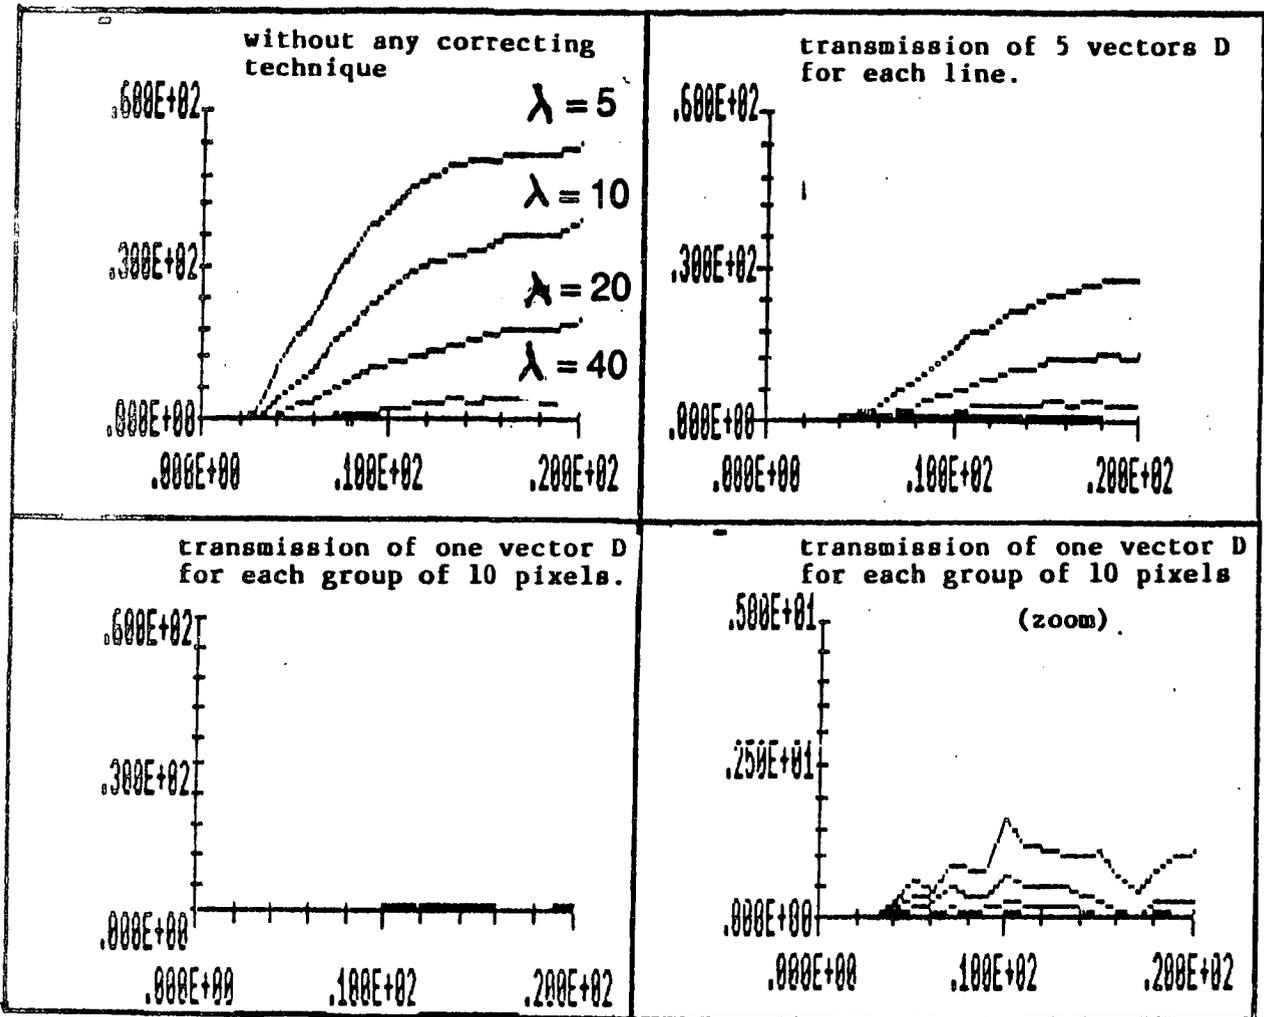 without any correcting
technique
.600E+02
λ = 5
λ = 10
.300E+02
λ = 20
λ = 40
.000E+00
.000E+00 .100E+02 .200E+02
transmission of 5 vectors D
for each line.
.600E+02
.300E+02
.000E+00
.000E+00 .100E+02 .200E+02
transmission of one vector D
for each group of 10 pixels.
.600E+02
.300E+02
.000E+00
.000E+00 .100E+02 .200E+02
transmission of one vector D
for each group of 10 pixels
(zoom)
.500E+01
.250E+01
.000E+00
.000E+00 .100E+02 .200E+02